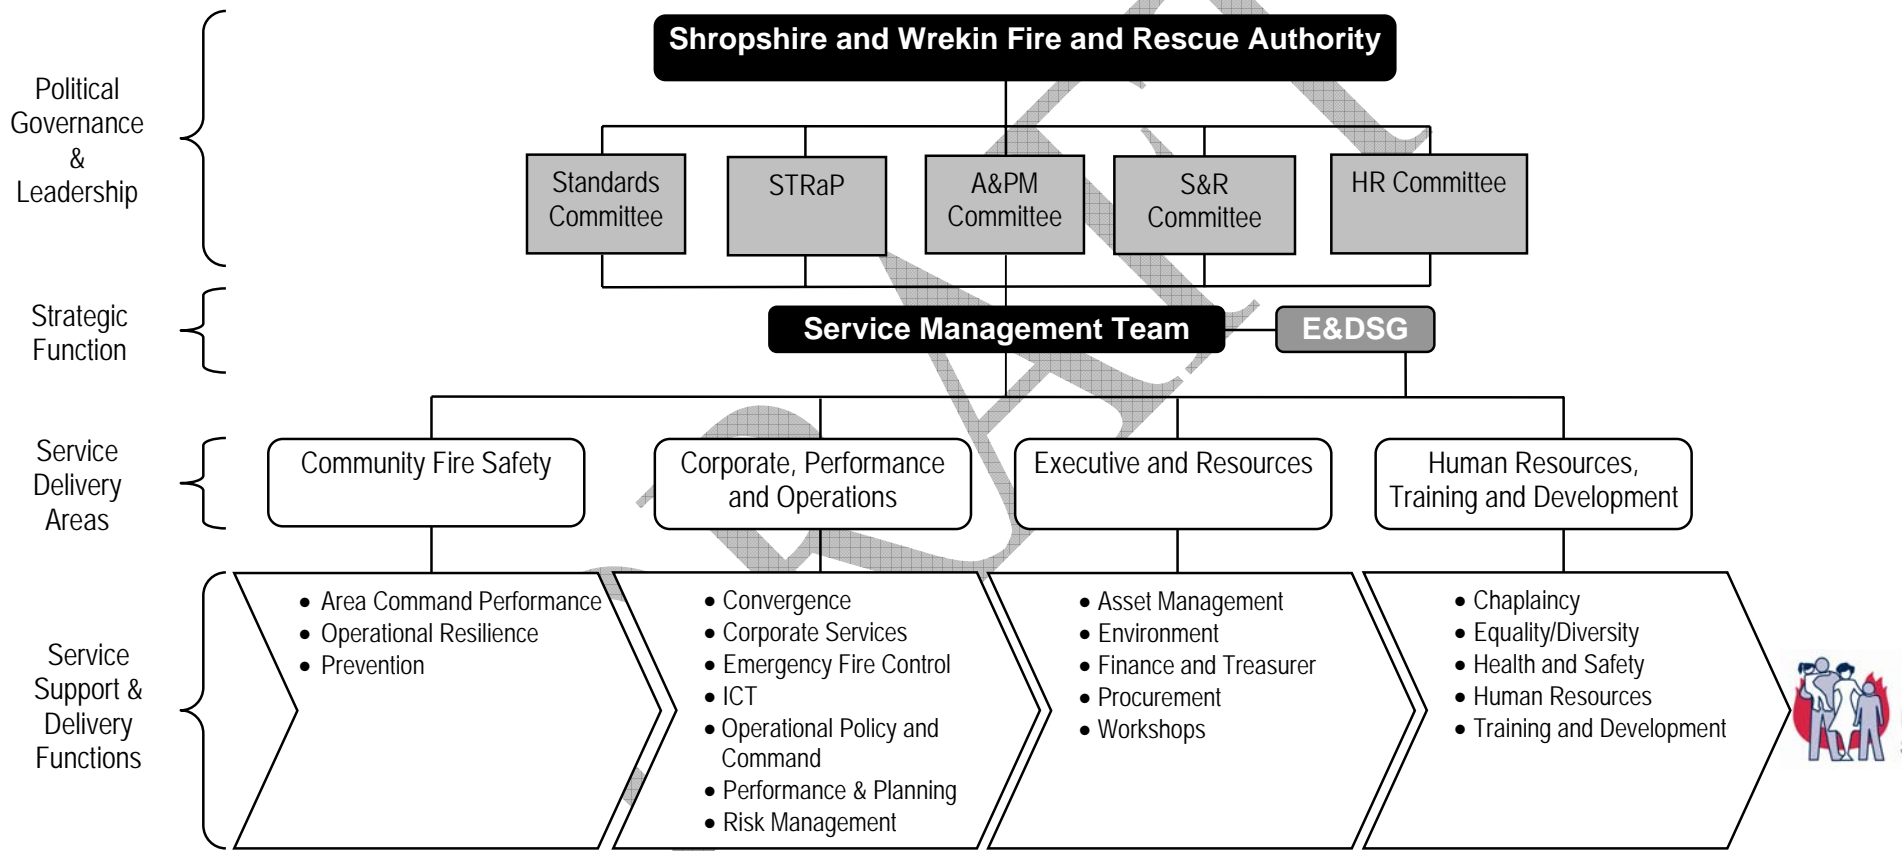 Shropshire and Wrekin Fire and Rescue Authority
Political
Governance
&
Leadership
Standards
Committee
STRaP
A&PM
Committee
S&R
Committee
HR Committee
Strategic
Function
Service Management Team
E&DSG
Service
Delivery
Areas
Community Fire Safety
Corporate, Performance
and Operations
Executive and Resources
Human Resources,
Training and Development
Service
Support &
Delivery
Functions
• Area Command Performance
• Operational Resilience
• Prevention
• Convergence
• Corporate Services
• Emergency Fire Control
• ICT
• Operational Policy and
Command
• Performance & Planning
• Risk Management
• Asset Management
• Environment
• Finance and Treasurer
• Procurement
• Workshops
• Chaplaincy
• Equality/Diversity
• Health and Safety
• Human Resources
• Training and Development